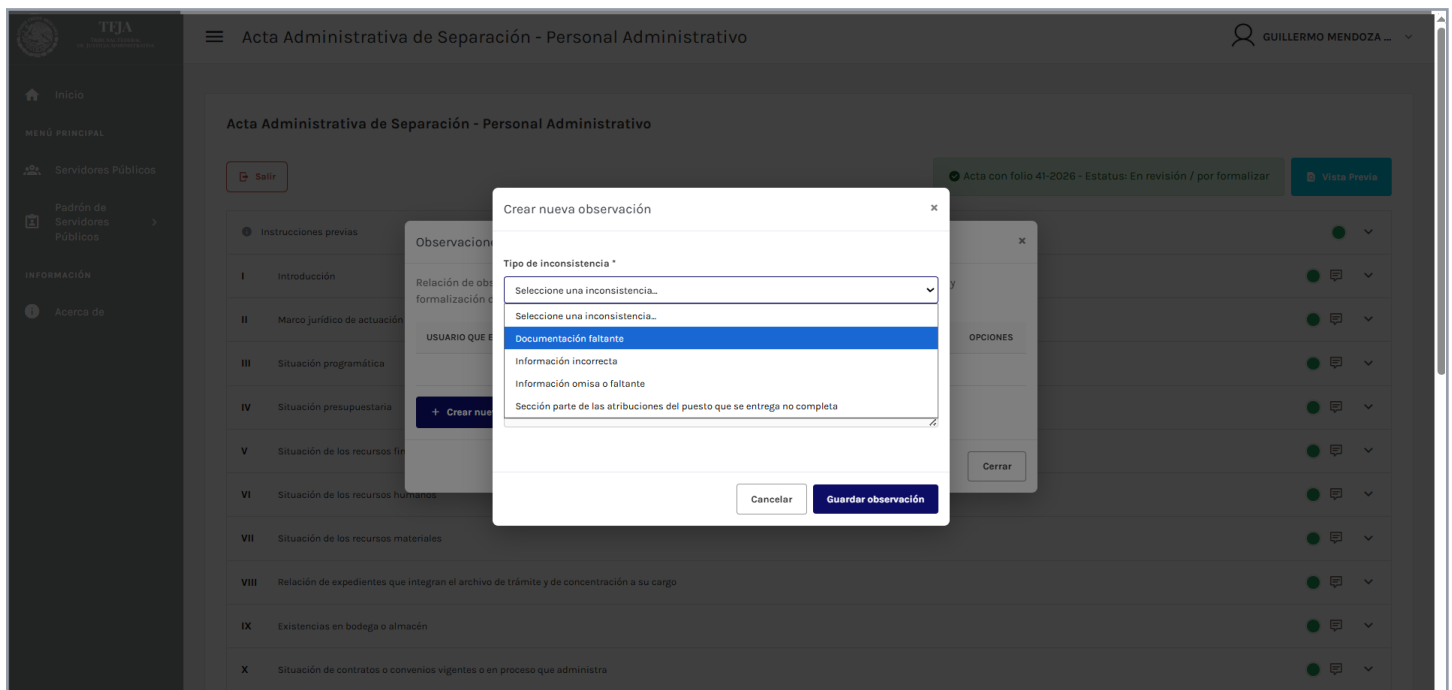 TFJA
TRIBUNAL FEDERAL
DE JUSTICIA ADMINISTRATIVA
Acta Administrativa de Separación - Personal Administrativo
GUILLERMO MENDOZA ...
Inicio
MENÚ PRINCIPAL
Servidores Públicos
Padrón de
Servidores
Públicos
INFORMACIÓN
Acerca de
Acta Administrativa de Separación - Personal Administrativo
Salir
Acta con folio 41-2026 - Estatus: En revisión / por formalizar
Vista Previa
Instrucciones previas
I Introducción
II Marco jurídico de actuación
III Situación programática
IV Situación presupuestaria
V Situación de los recursos
VI Situación de los recursos humanos
VII Situación de los recursos materiales
VIII Relación de expedientes que integran el archivo de trámite y de concentración a su cargo
IX Existencias en bodega o almacén
X Situación de contratos o convenios vigentes o en proceso que administra
Observacione
×
Relación de obs
y
formalización
USUARIO QUE E
OPCIONES
+ Crear nue
Cerrar
Crear nueva observación
×
Tipo de inconsistencia *
Seleccione una inconsistencia...
Seleccione una inconsistencia...
Documentación faltante
Información incorrecta
Información omisa o faltante
Sección parte de las atribuciones del puesto que se entrega no completa
Cancelar
Guardar observación